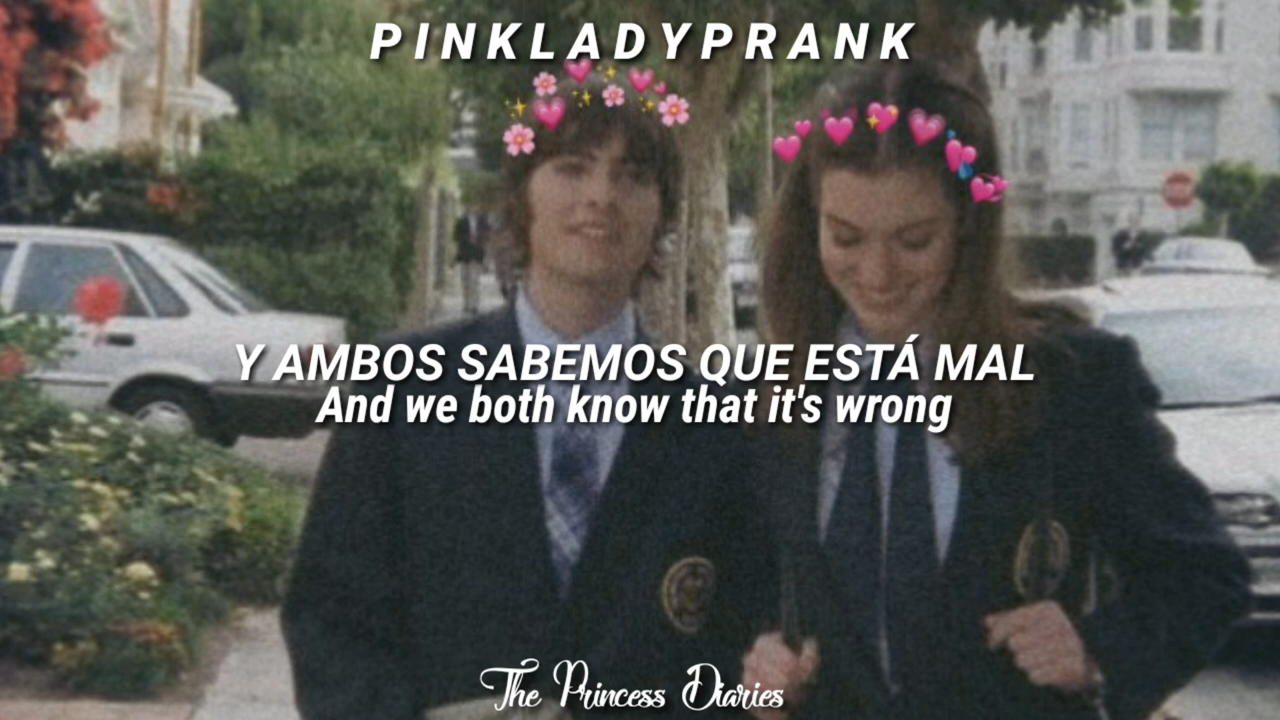 PINKLADYPRANK
Y AMBOS SABEMOS QUE ESTÁ MAL
And we both know that it's wrong
The Princess Diaries